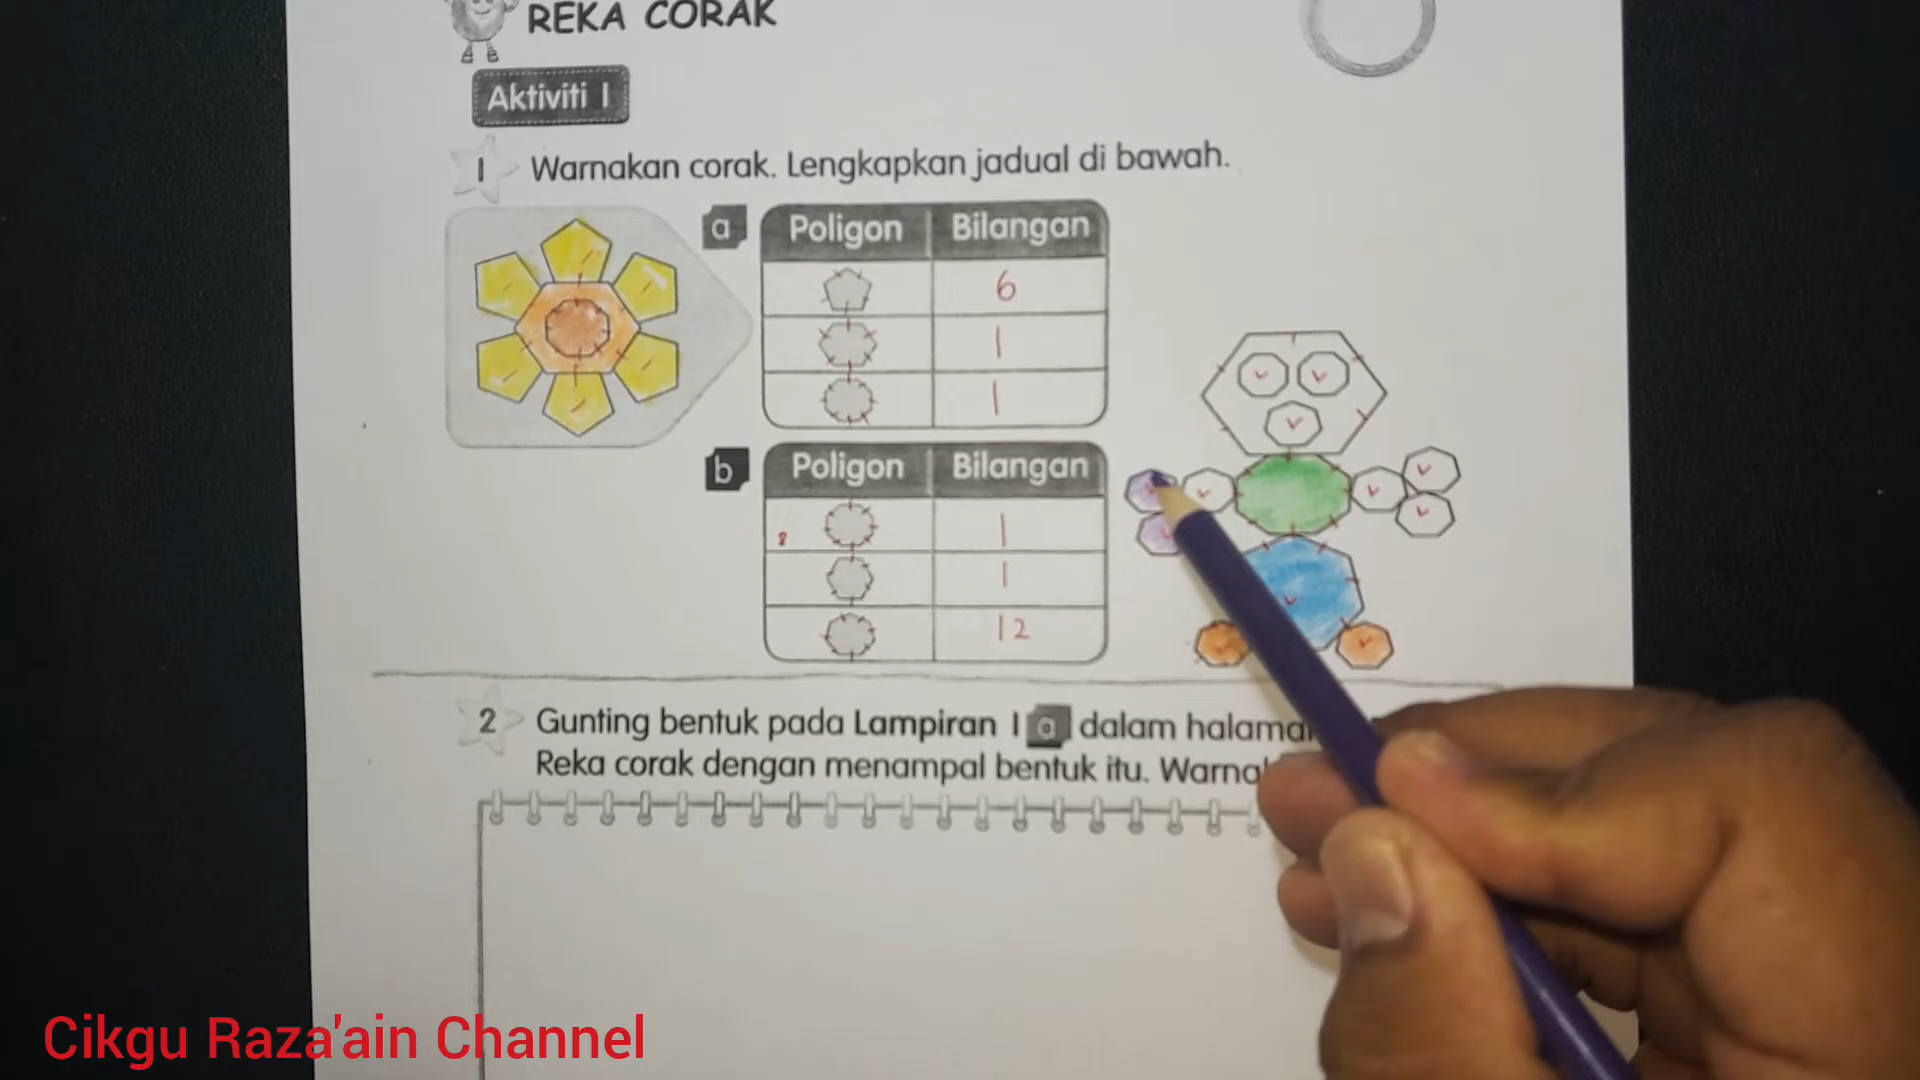 REKA CORAK
Aktiviti 1
1 Warnakan corak. Lengkapkan jadual di bawah.
a Poligon Bilangan
6
1
1
b Poligon Bilangan
8 1
1
12
2 Gunting bentuk pada Lampiran 1 a dalam
Reka corak dengan menampal bentuk itu.
Cikgu Raza'ain Channel